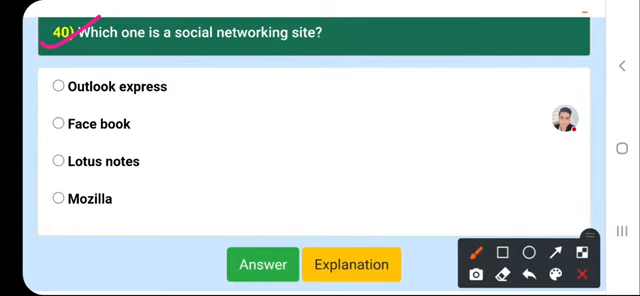 40) Which one is a social networking site?
Outlook express
Face book
Lotus notes
Mozilla
Answer Explanation